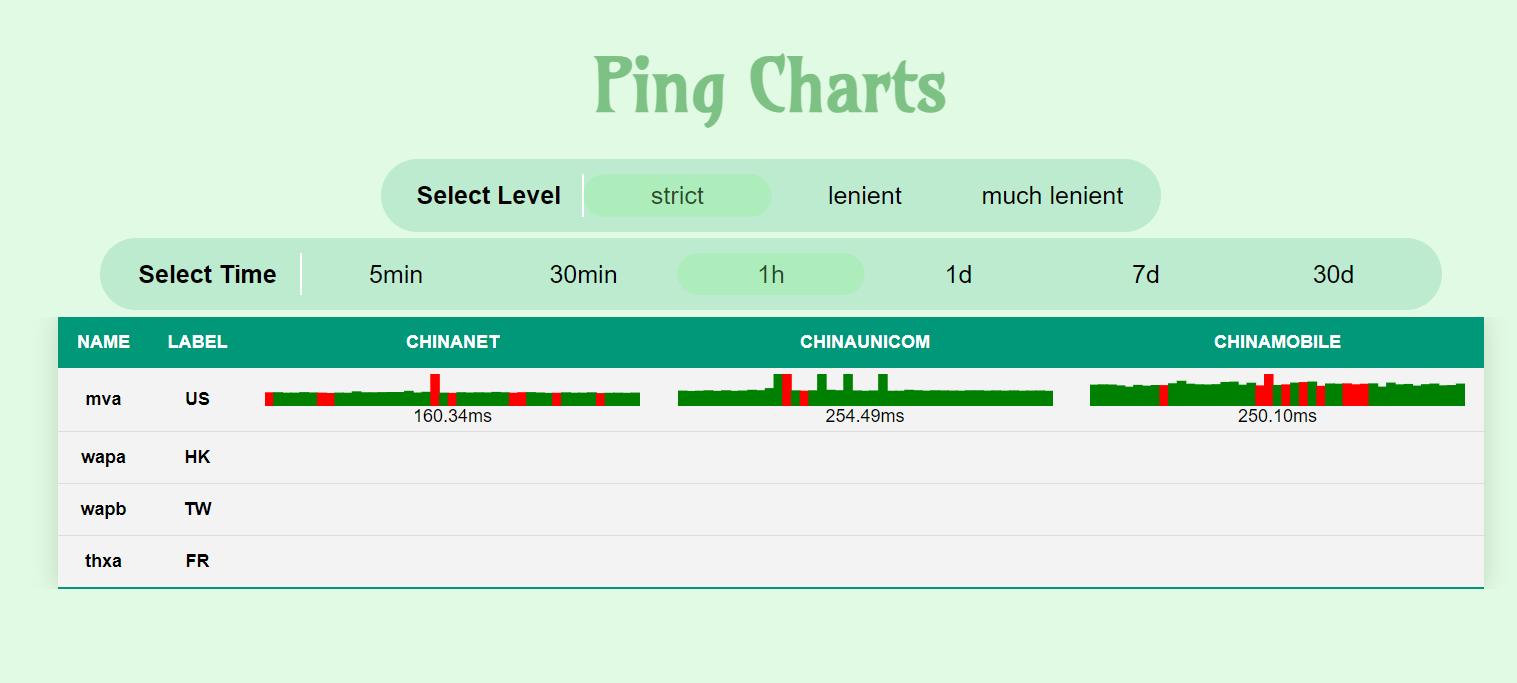 Ping Charts
Select Level strict lenient much lenient
Select Time 5min 30min 1h 1d 7d 30d
NAME LABEL CHINANET CHINAUNICOM CHINAMOBILE
mva US
160.34ms 254.49ms 250.10ms
wapa HK
wapb TW
thxa FR